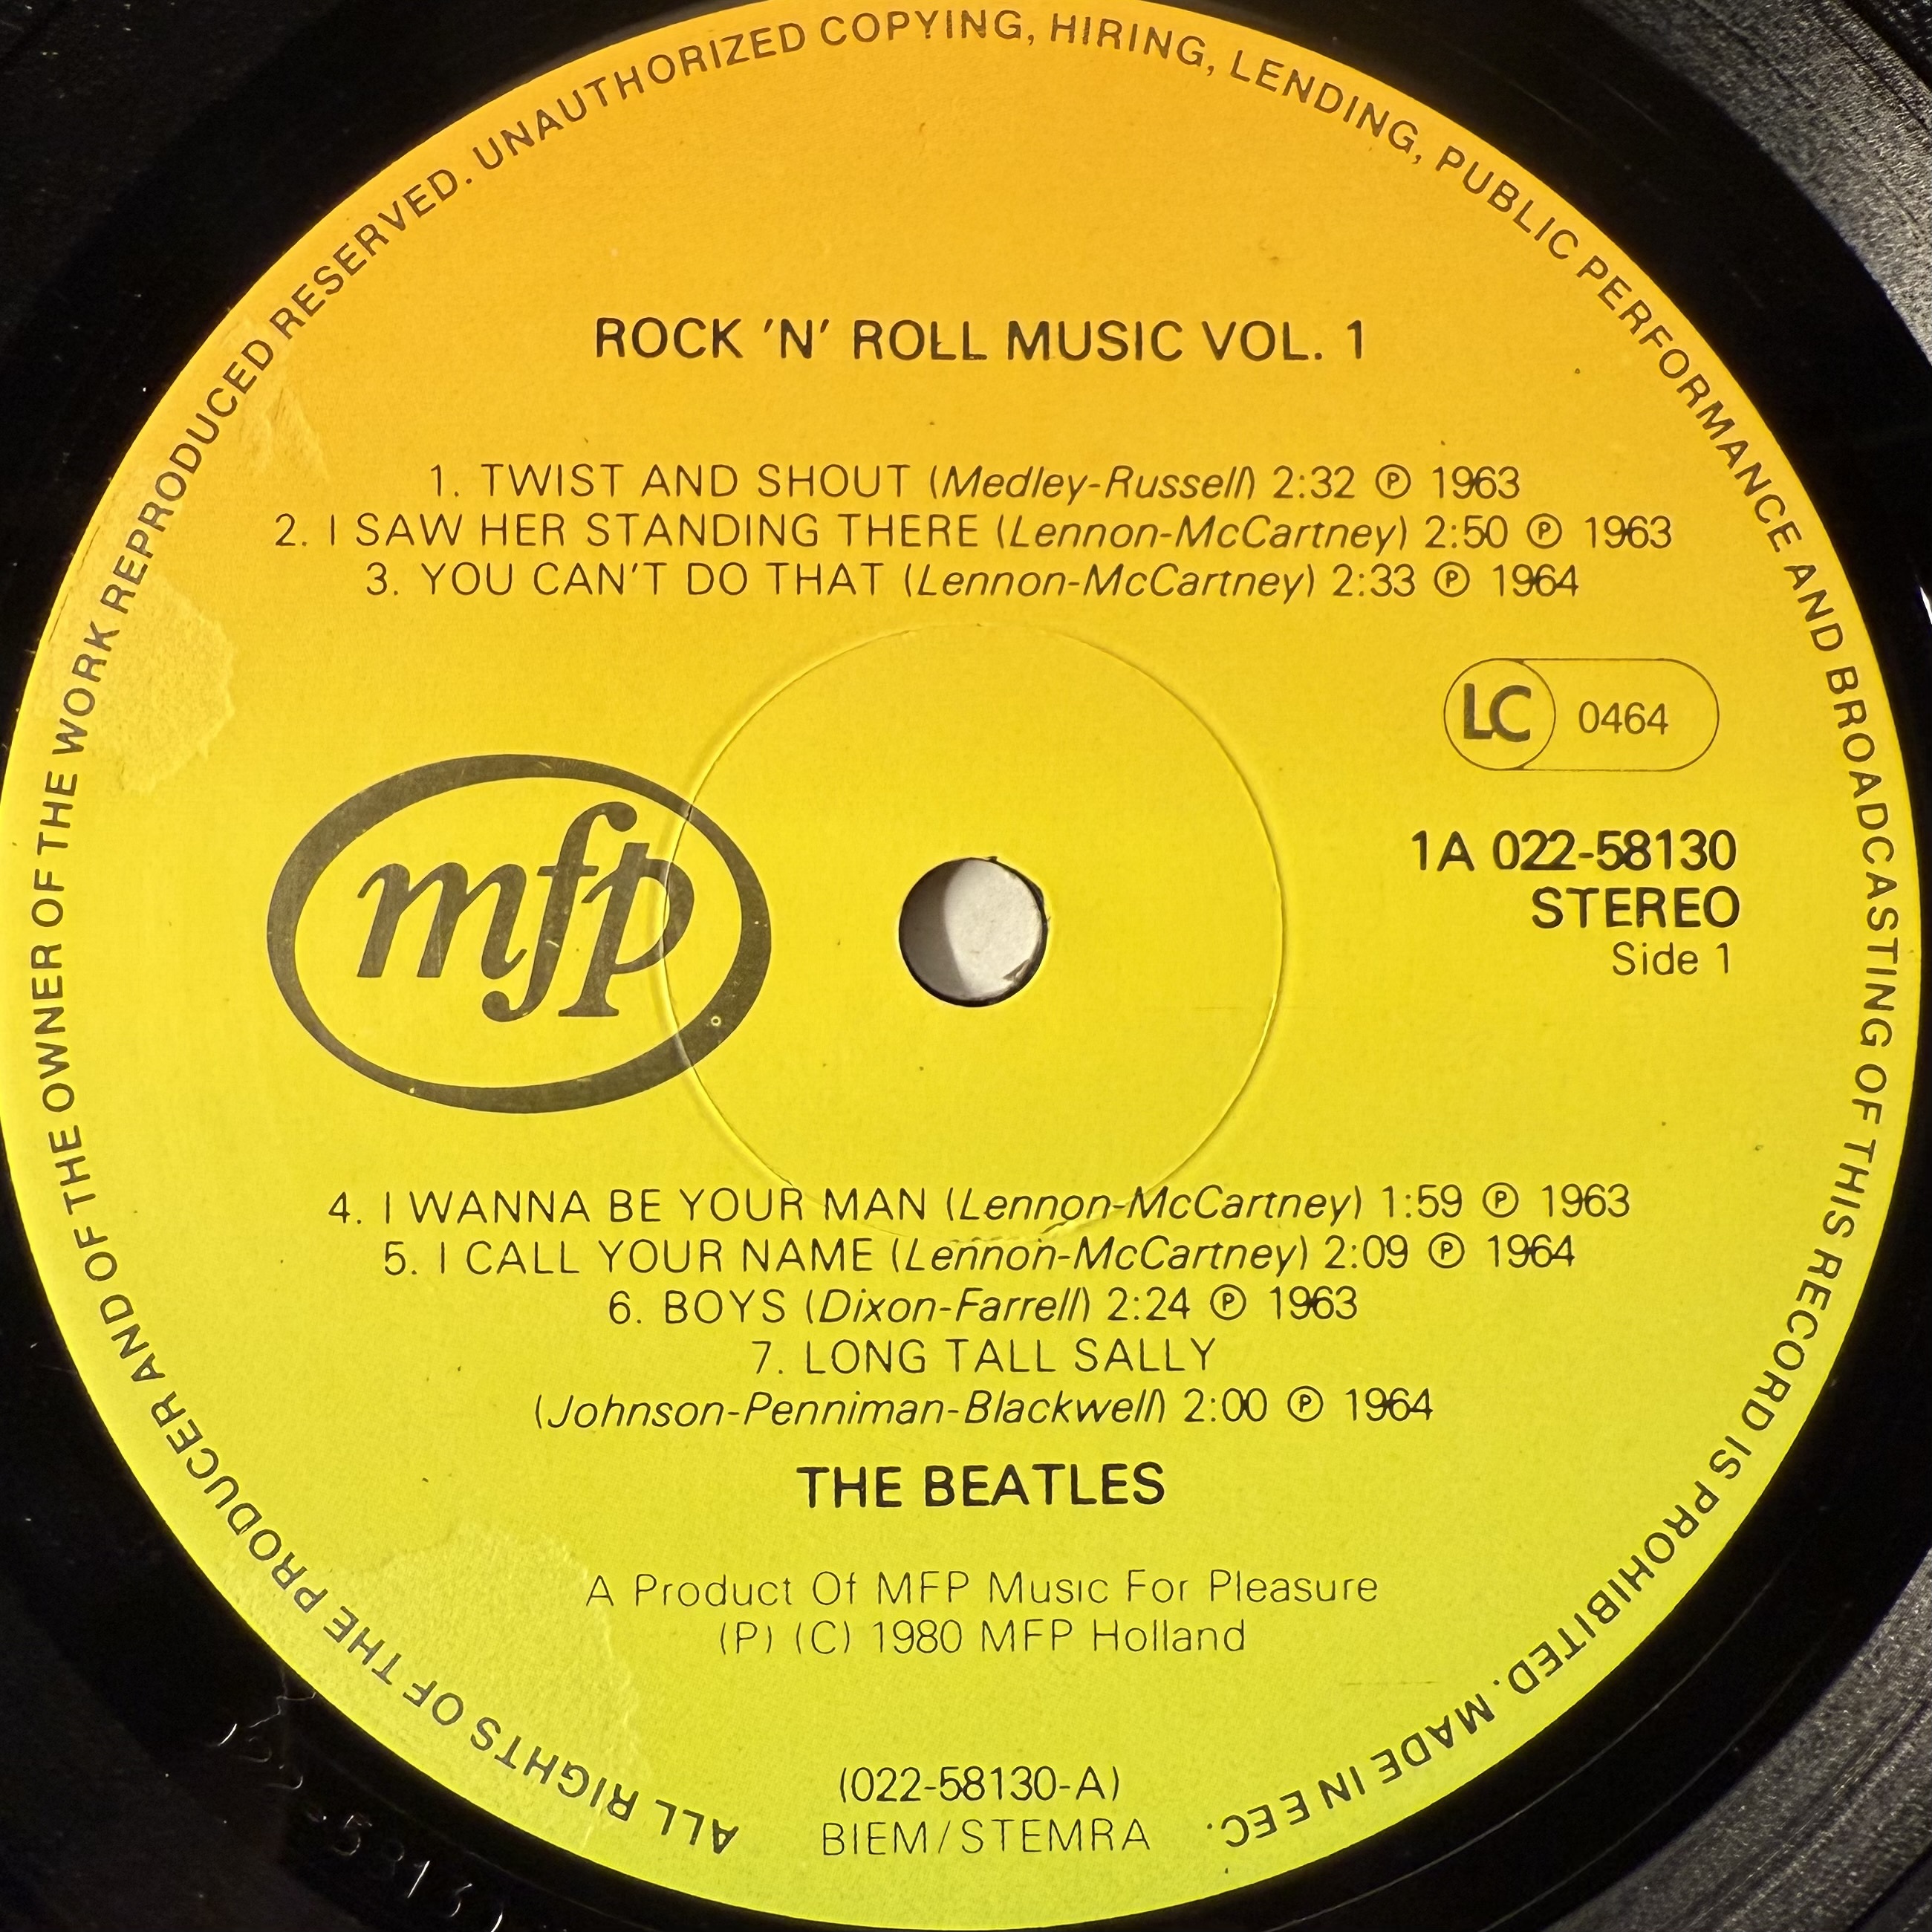 ALL RIGHTS OF THE PRODUCER AND OF THE OWNER OF THE WORK REPRODUCED RESERVED. UNAUTHORIZED COPYING, HIRING, LENDING, PUBLIC PERFORMANCE AND BROADCASTING OF THIS RECORD IS PROHIBITED. MADE IN EEC.
ROCK 'N' ROLL MUSIC VOL. 1
1. TWIST AND SHOUT (Medley-Russell) 2:32 Ⓟ 1963
2. I SAW HER STANDING THERE (Lennon-McCartney) 2:50 Ⓟ 1963
3. YOU CAN'T DO THAT (Lennon-McCartney) 2:33 Ⓟ 1964
LC 0464
mfp
1A 022-58130
STEREO
Side 1
4. I WANNA BE YOUR MAN (Lennon-McCartney) 1:59 Ⓟ 1963
5. I CALL YOUR NAME (Lennon-McCartney) 2:09 Ⓟ 1964
6. BOYS (Dixon-Farrell) 2:24 Ⓟ 1963
7. LONG TALL SALLY
(Johnson-Penniman-Blackwell) 2:00 Ⓟ 1964
THE BEATLES
A Product Of MFP Music For Pleasure
(P) (C) 1980 MFP Holland
(022-58130-A)
BIEM/STEMRA